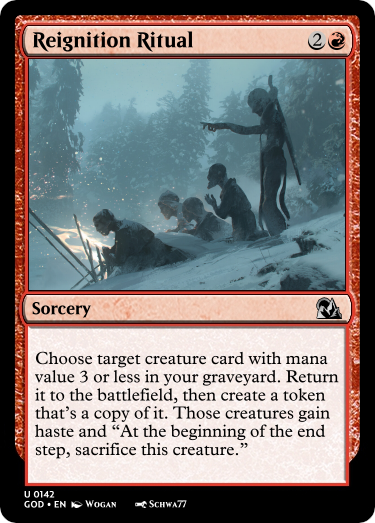 Reignition Ritual 2
Sorcery
Choose target creature card with mana
value 3 or less in your graveyard. Return
it to the battlefield, then create a token
that's a copy of it. Those creatures gain
haste and “At the beginning of the end
step, sacrifice this creature.”
U 0142
GOD • EN Wogan Schwa77